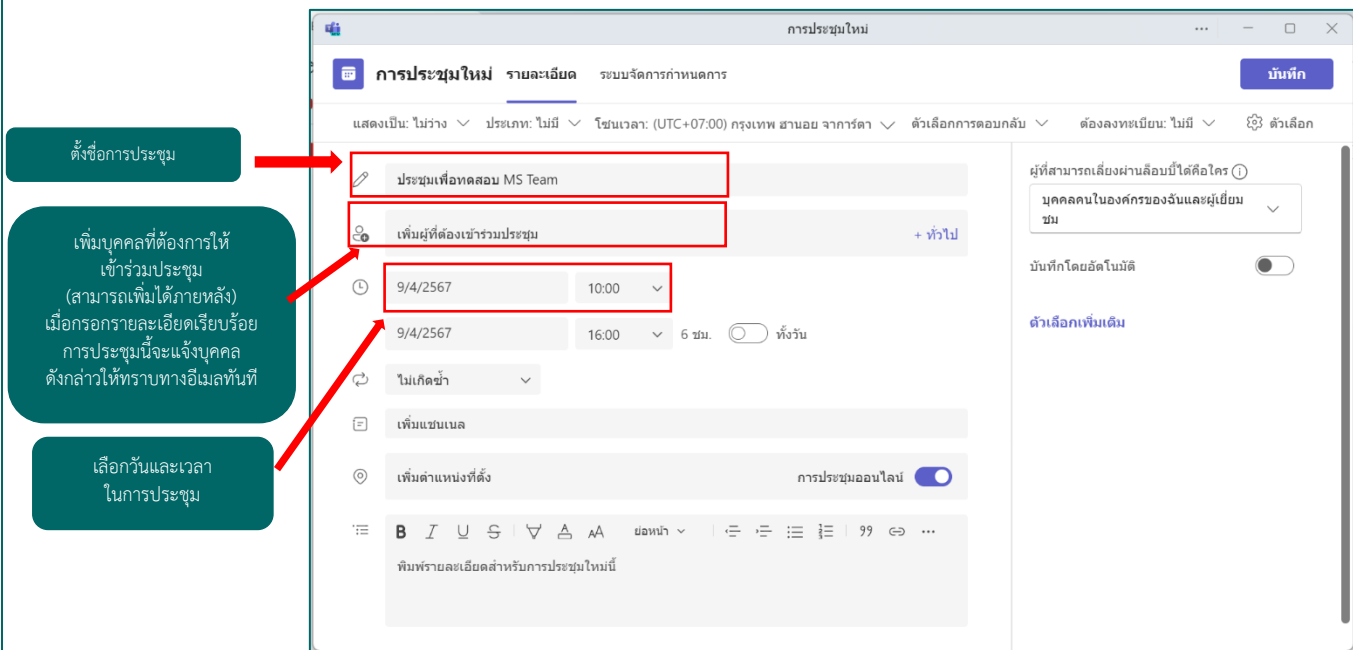 การประชุมใหม่
การประชุมใหม่ รายละเอียด ระบบจัดการกำหนดการ
บันทึก
แสดงเป็น: ไม่ว่าง ประเภท: ไม่มี โซนเวลา: (UTC+07:00) กรุงเทพ ฮานอย จาการ์ตา ตัวเลือกการตอบกลับ ต้องลงทะเบียน: ไม่มี ตัวเลือก
ตั้งชื่อการประชุม
ประชุมเพื่อทดสอบ MS Team
เพิ่มบุคคลที่ต้องการให้
เข้าร่วมประชุม
(สามารถเพิ่มได้ภายหลัง)
เมื่อกรอกรายละเอียดเรียบร้อย
การประชุมนี้จะแจ้งบุคคล
ดังกล่าวให้ทราบทางอีเมลทันที
เพิ่มผู้ที่ต้องเข้าร่วมประชุม + ทั่วไป
9/4/2567 10:00
9/4/2567 16:00 6 ชม. ทั้งวัน
เลือกวันและเวลา
ในการประชุม
ไม่เกิดซ้ำ
เพิ่มแชนเนล
เพิ่มตำแหน่งที่ตั้ง การประชุมออนไลน์
B I U S A AA ย่อหน้า
พิมพ์รายละเอียดสำหรับการประชุมใหม่นี้
ผู้ที่สามารถเลี่ยงผ่านล็อบบี้ได้คือใคร
บุคคลคนในองค์กรของฉันและผู้เยี่ยม
ชม
บันทึกโดยอัตโนมัติ
ตัวเลือกเพิ่มเติม